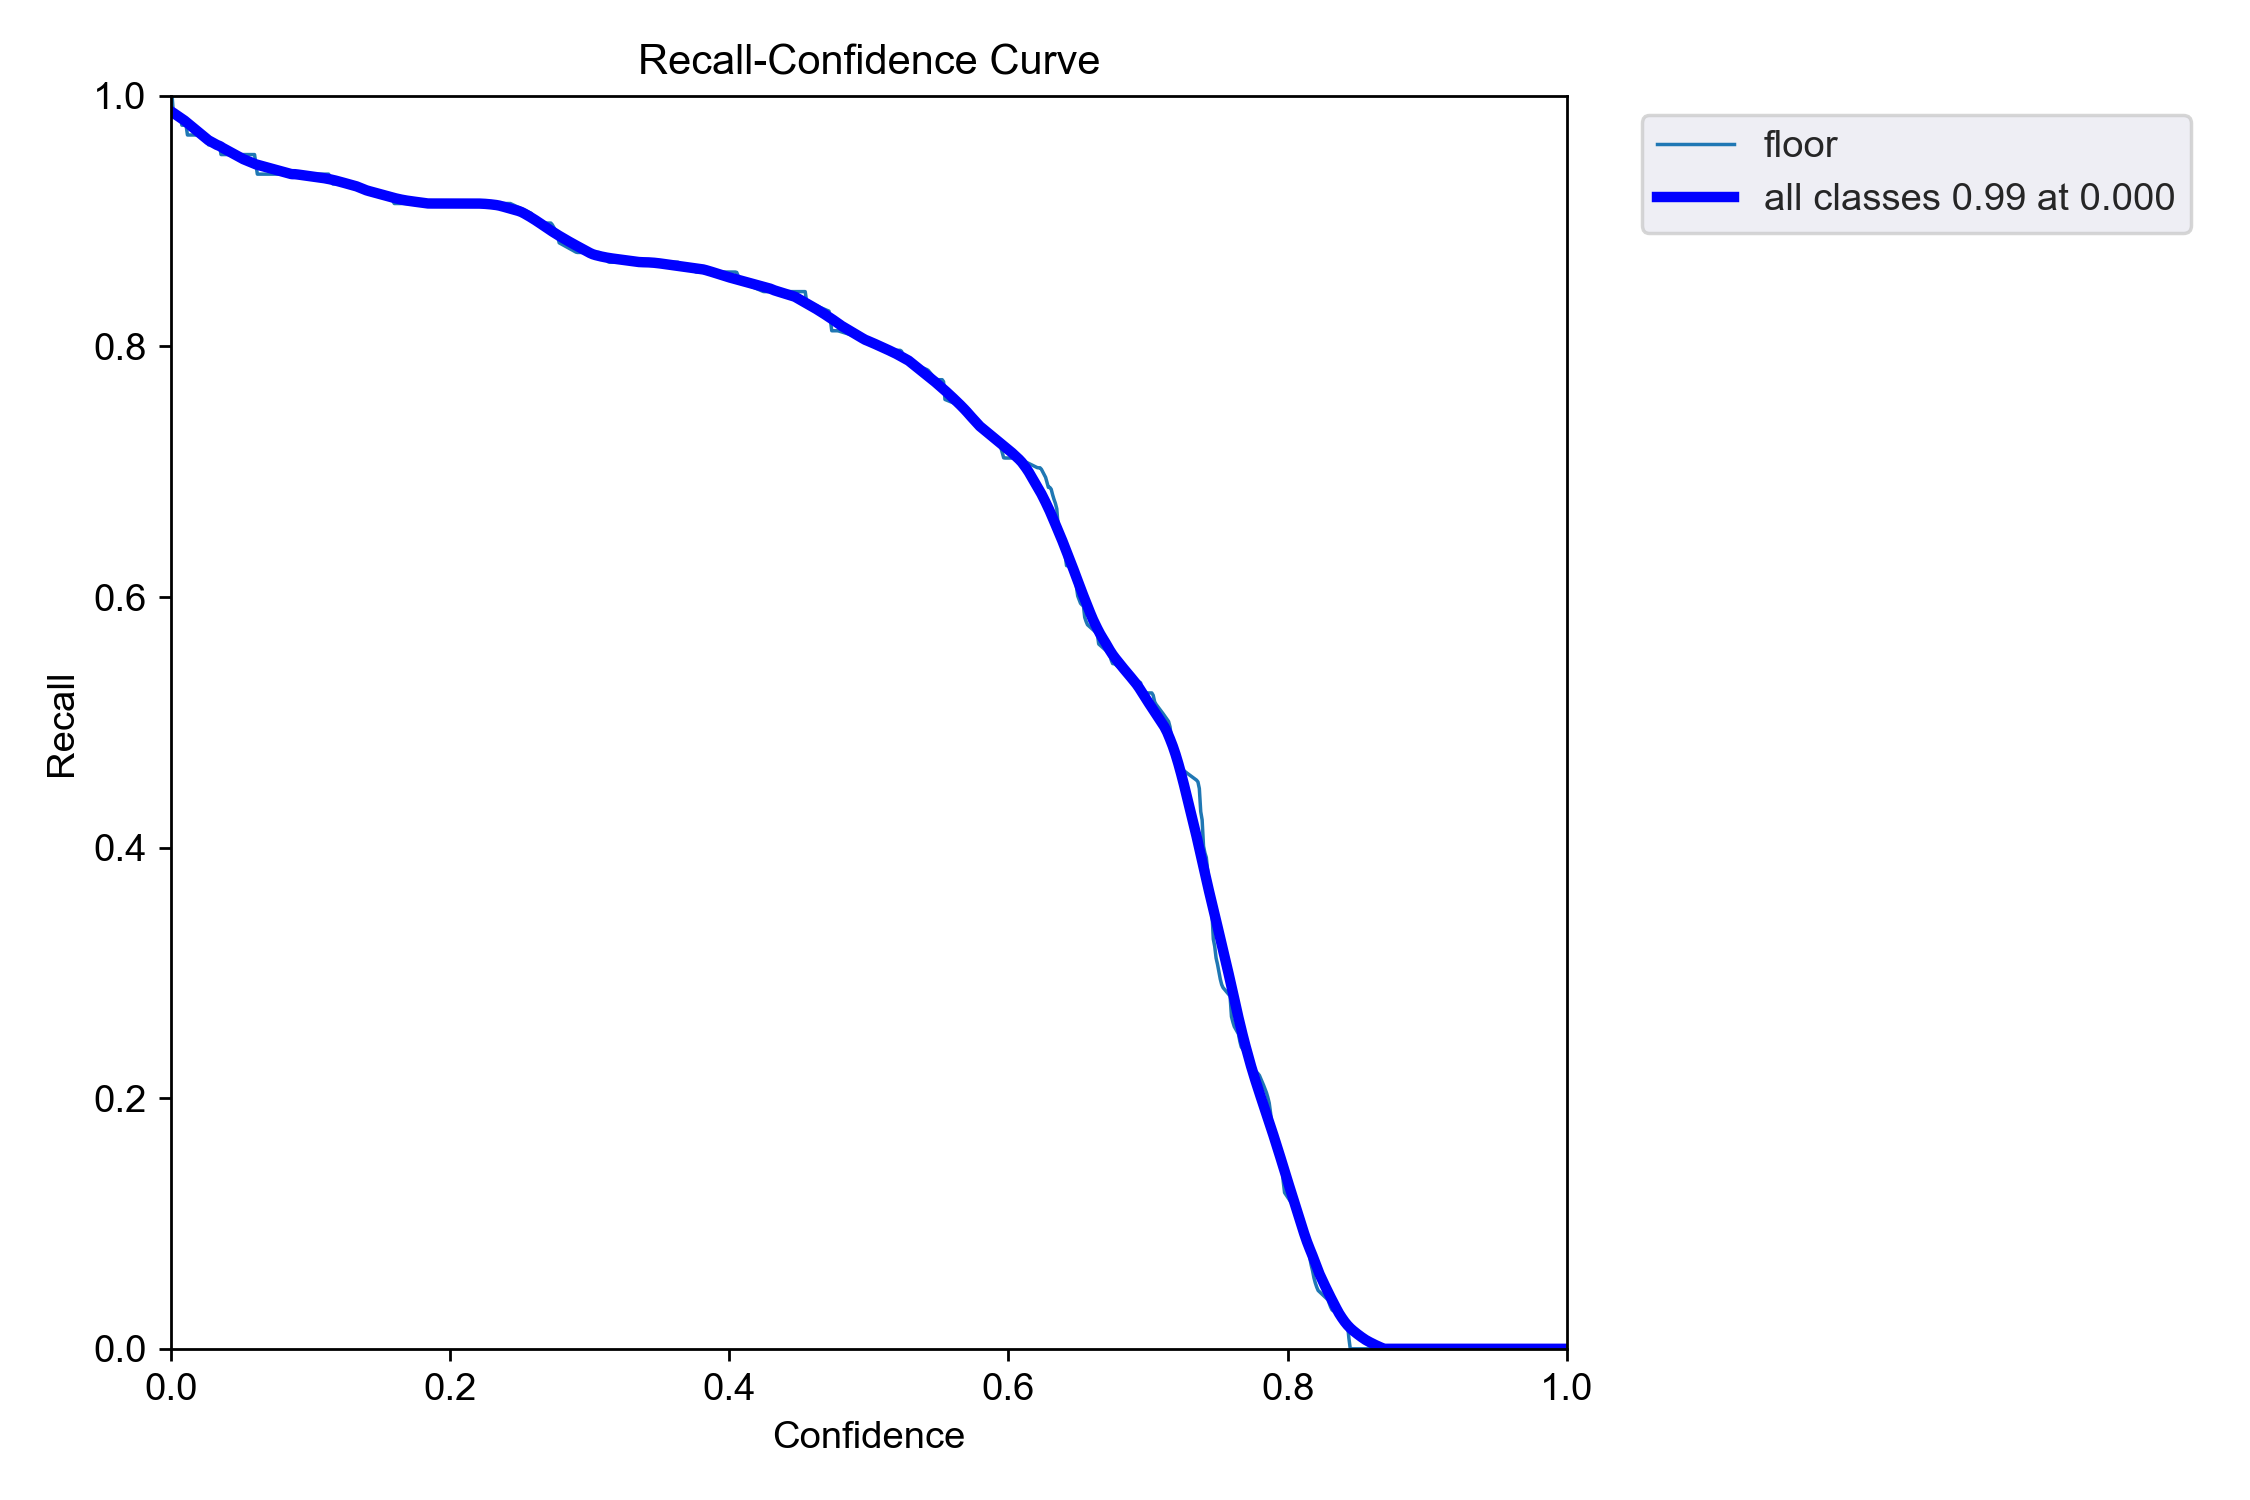 Recall-Confidence Curve
1.0
0.8
0.6
0.4
0.2
0.0
Recall
0.0 0.2 0.4 0.6 0.8 1.0
Confidence
floor
all classes 0.99 at 0.000